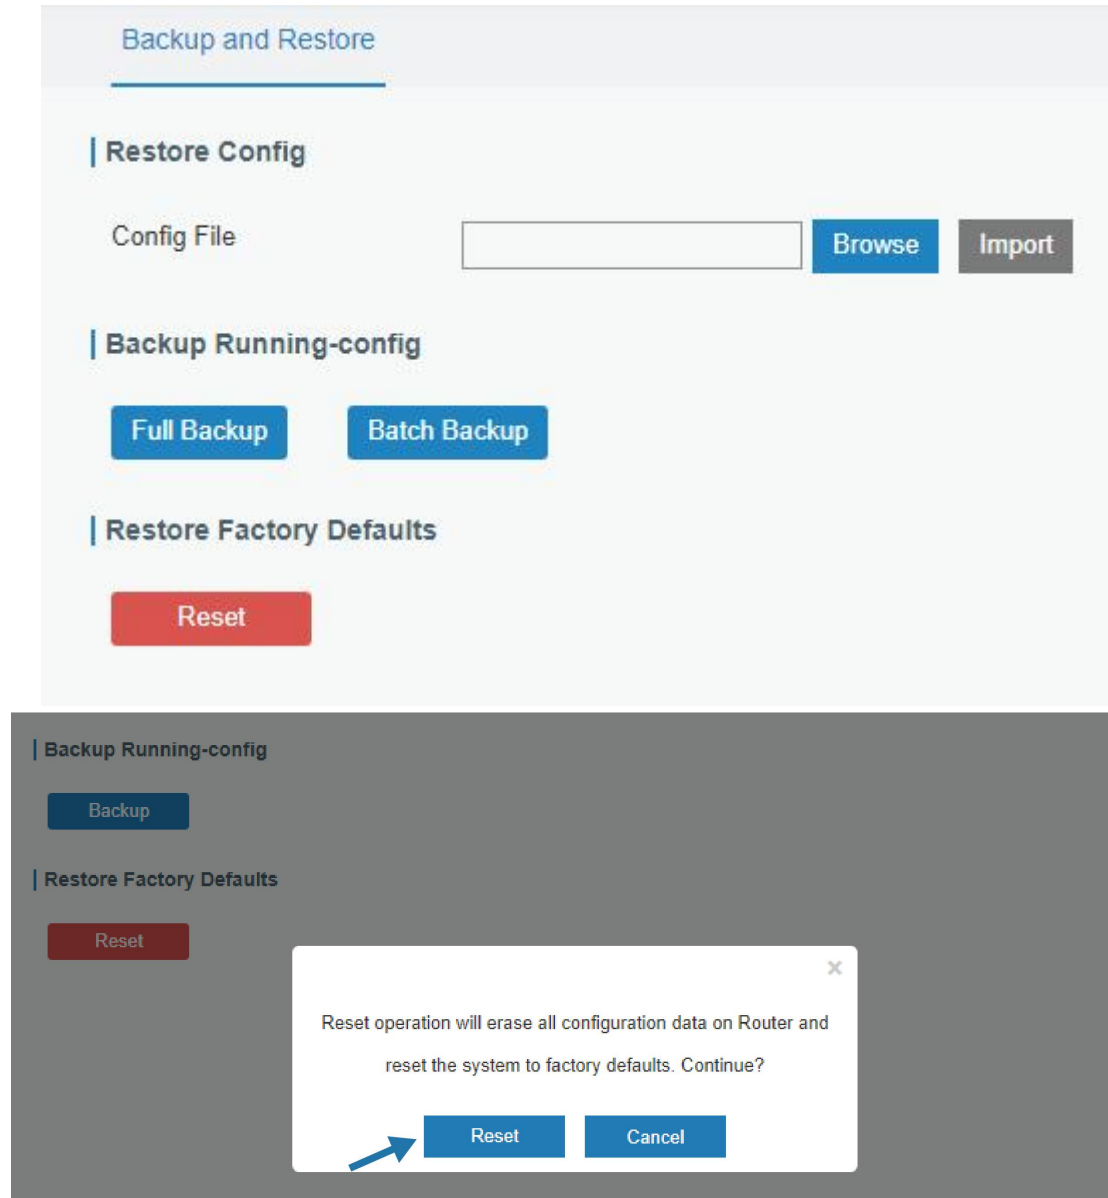 Backup and Restore
Restore Config
Config File
Browse
Import
Backup Running-config
Full Backup
Batch Backup
Restore Factory Defaults
Reset
Backup Running-config
Backup
Restore Factory Defaults
Reset
×
Reset operation will erase all configuration data on Router and
reset the system to factory defaults. Continue?
Reset
Cancel